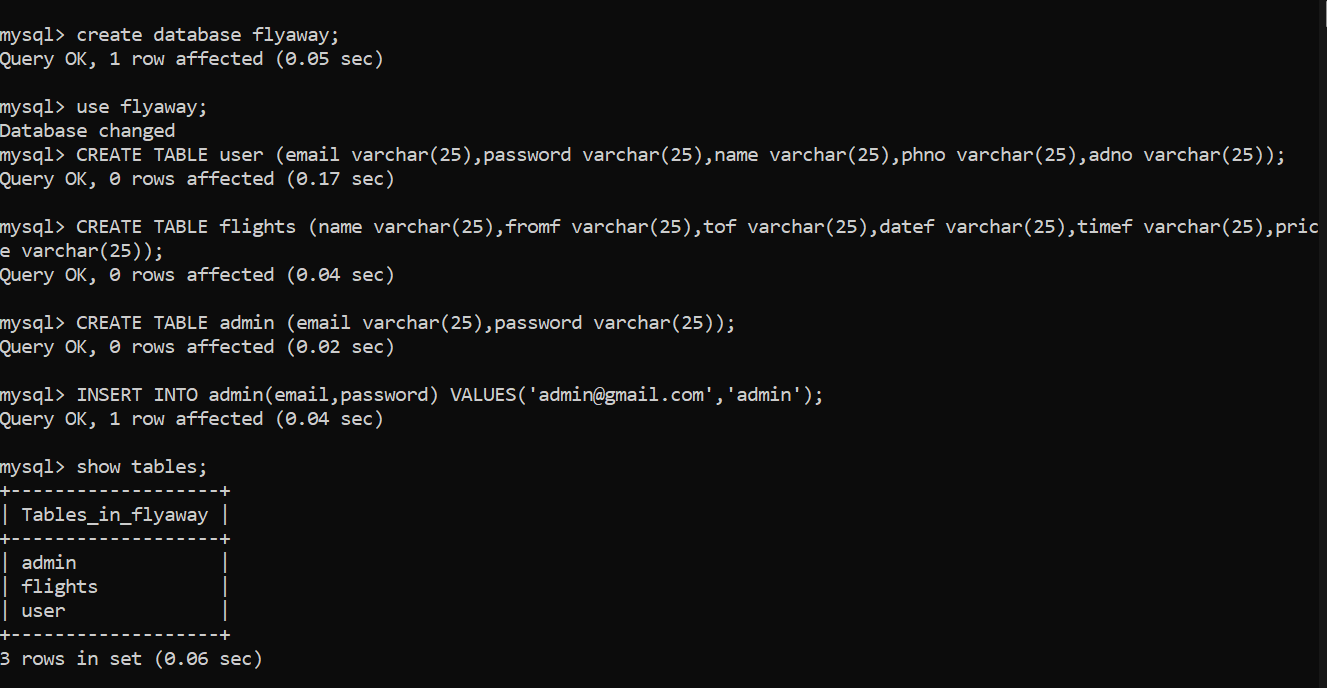 mysql> create database flyaway;
Query OK, 1 row affected (0.05 sec)
mysql> use flyaway;
Database changed
mysql> CREATE TABLE user (email varchar(25),password varchar(25),name varchar(25),phno varchar(25),adno varchar(25));
Query OK, 0 rows affected (0.17 sec)
mysql> CREATE TABLE flights (name varchar(25),fromf varchar(25),tof varchar(25),datef varchar(25),timef varchar(25),pric
e varchar(25));
Query OK, 0 rows affected (0.04 sec)
mysql> CREATE TABLE admin (email varchar(25),password varchar(25));
Query OK, 0 rows affected (0.02 sec)
mysql> INSERT INTO admin(email,password) VALUES('admin@gmail.com','admin');
Query OK, 1 row affected (0.04 sec)
mysql> show tables;
+-------------------+
| Tables_in_flyaway |
+-------------------+
| admin             |
| flights           |
| user              |
+-------------------+
3 rows in set (0.06 sec)